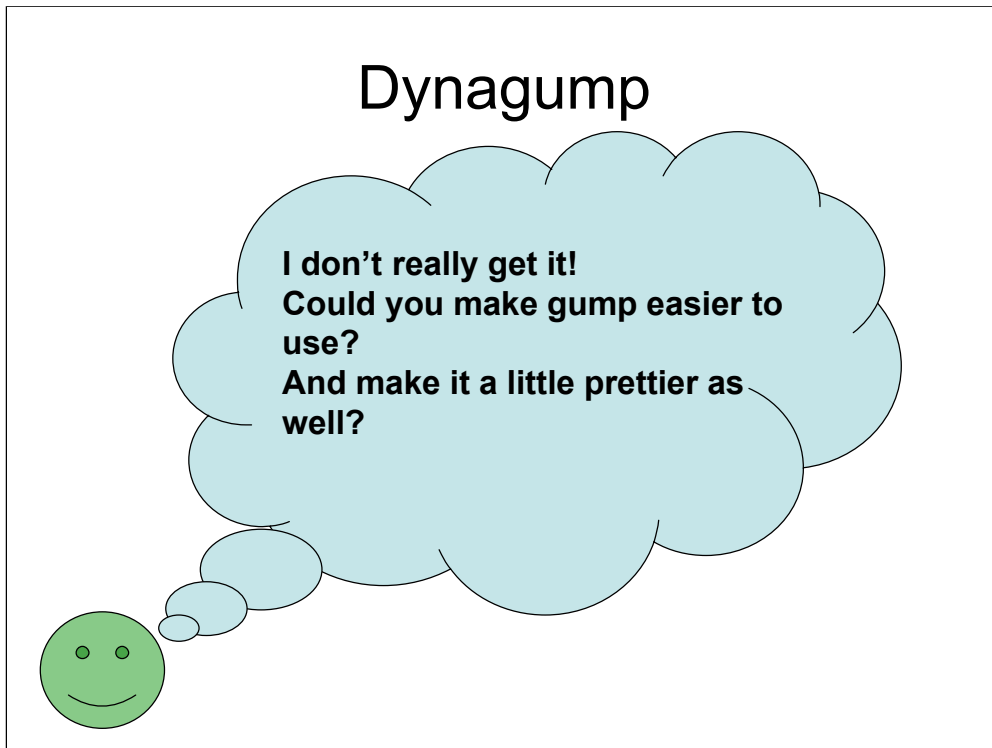 Dynagump
I don’t really get it!
Could you make gump easier to
use?
And make it a little prettier as
well?